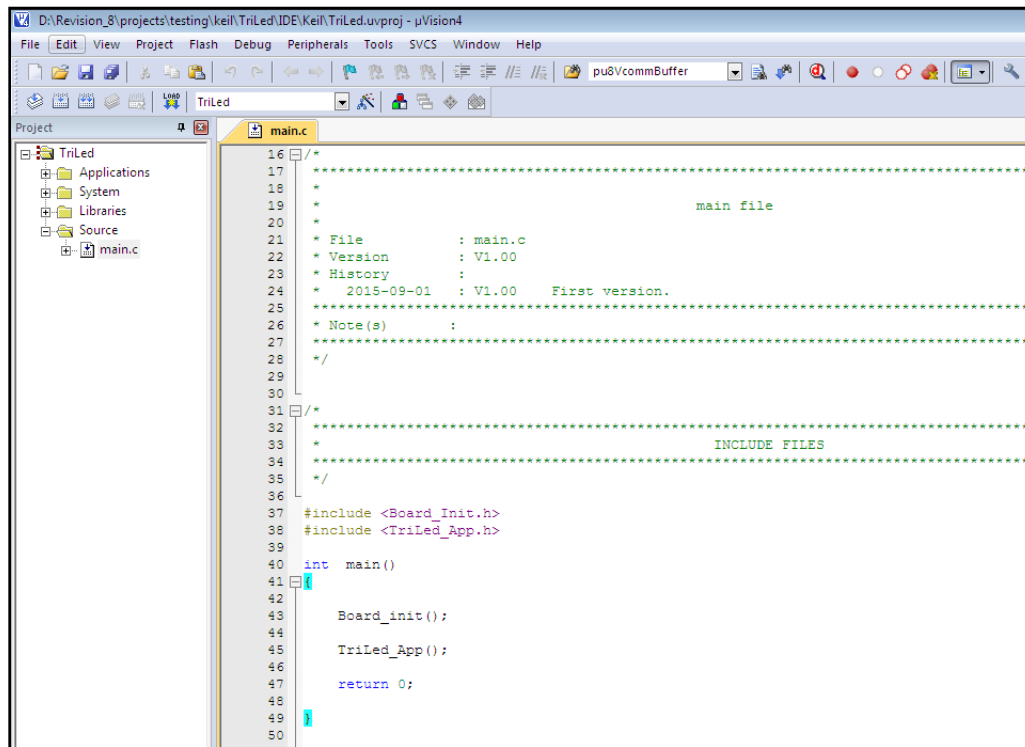 D:\Revision_8\projects\testing\keil\TriLed\IDE\Keil\TriLed.uvproj - µVision4
File Edit View Project Flash Debug Peripherals Tools SVCS Window Help
pu8VcommBuffer
LOAD TriLed
Project
main.c
TriLed
Applications
System
Libraries
Source
main.c
16 /*
17 ************************************************************************************
18 *
19 * main file
20 *
21 * File : main.c
22 * Version : V1.00
23 * History :
24 * 2015-09-01 : V1.00 First version.
25 ************************************************************************************
26 * Note(s) :
27 ************************************************************************************
28 */
29
30
31 /*
32 ************************************************************************************
33 * INCLUDE FILES
34 ************************************************************************************
35 */
36
37 #include <Board_Init.h>
38 #include <TriLed_App.h>
39
40 int main()
41 {
42
43 Board_init();
44
45 TriLed_App();
46
47 return 0;
48
49 }
50